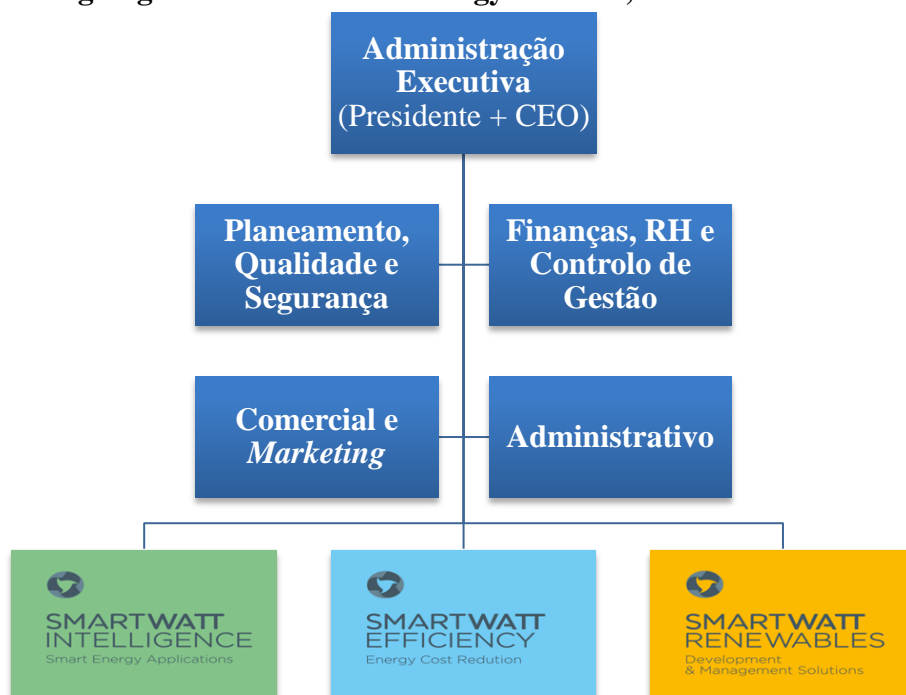 Administração
Executiva
(Presidente + CEO)
Planeamento,
Qualidade e
Segurança
Finanças, RH e
Controlo de
Gestão
Comercial e
Marketing
Administrativo
SMARTWATT
INTELLIGENCE
Smart Energy Applications
SMARTWATT
EFFICIENCY
Energy Cost Redution
SMARTWATT
RENEWABLES
Development
& Management Solutions